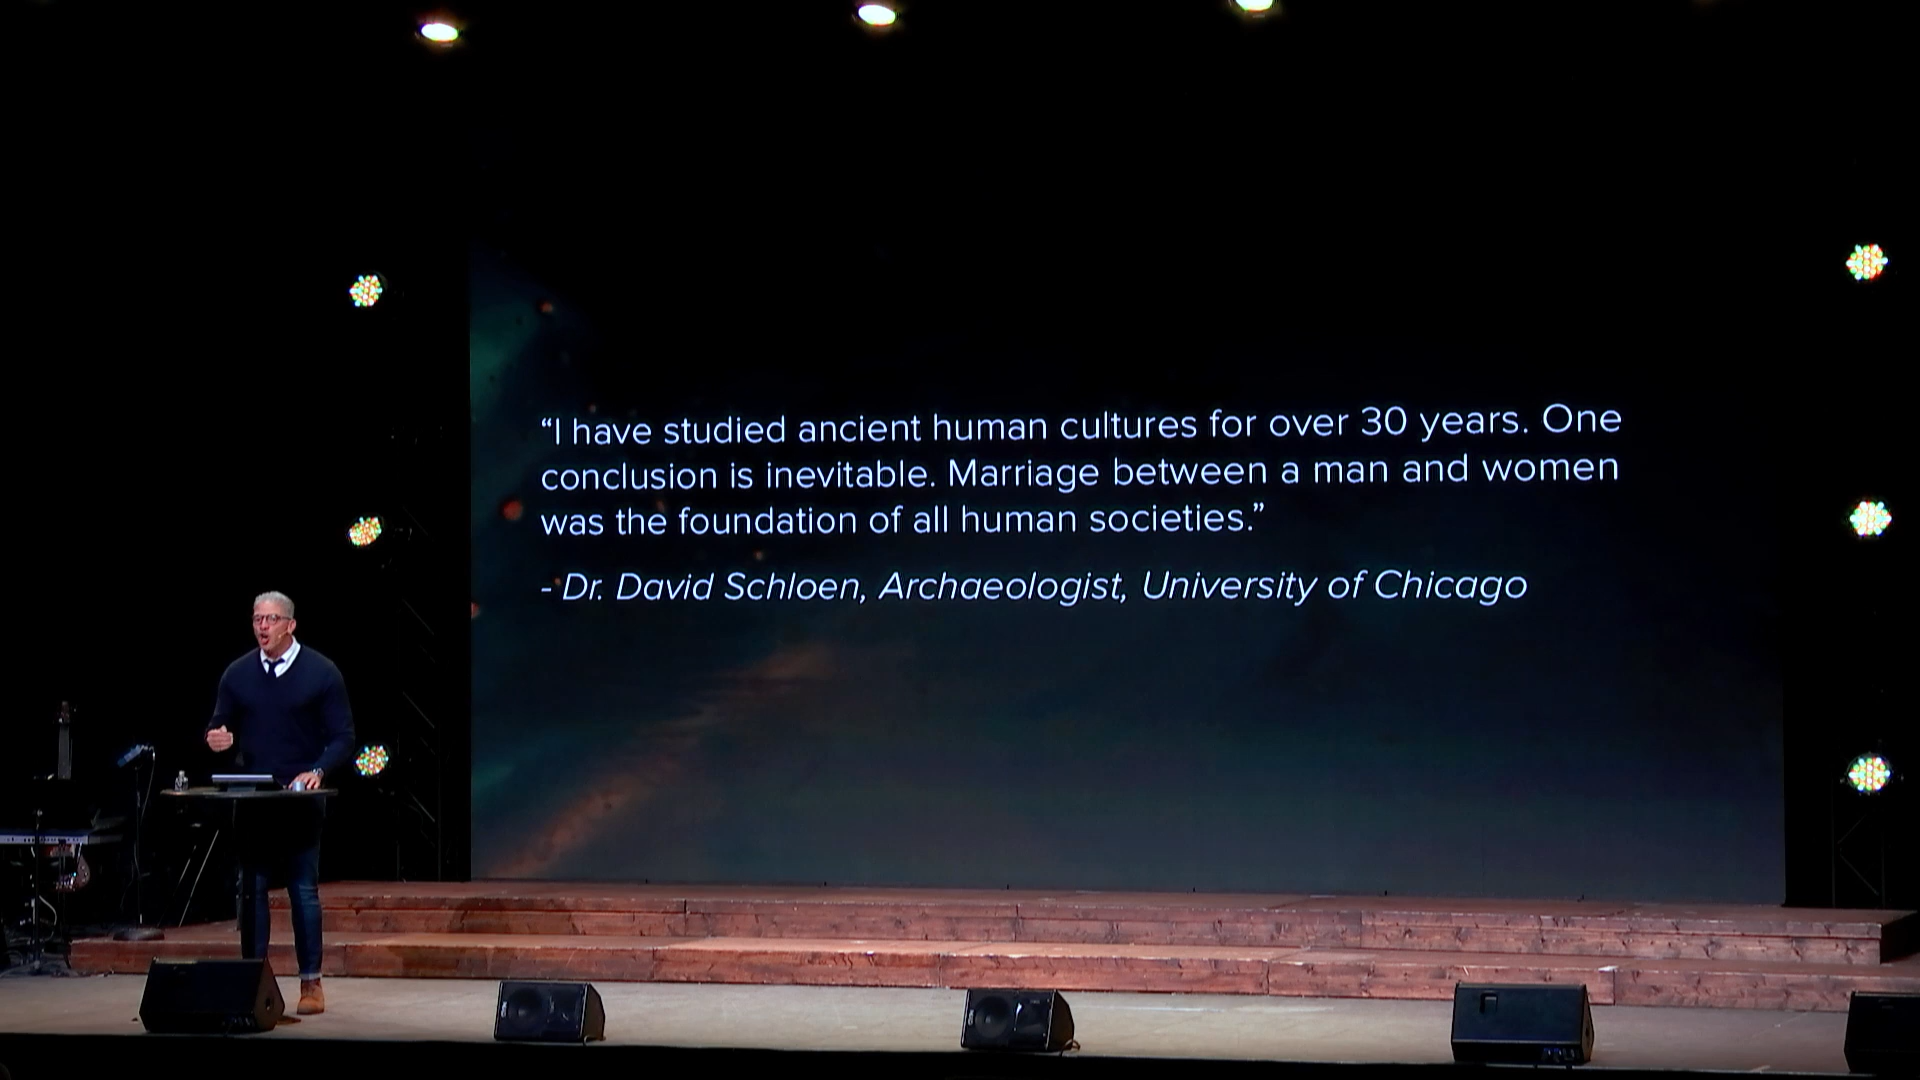 “I have studied ancient human cultures for over 30 years. One
conclusion is inevitable. Marriage between a man and women
was the foundation of all human societies.”
- Dr. David Schloen, Archaeologist, University of Chicago